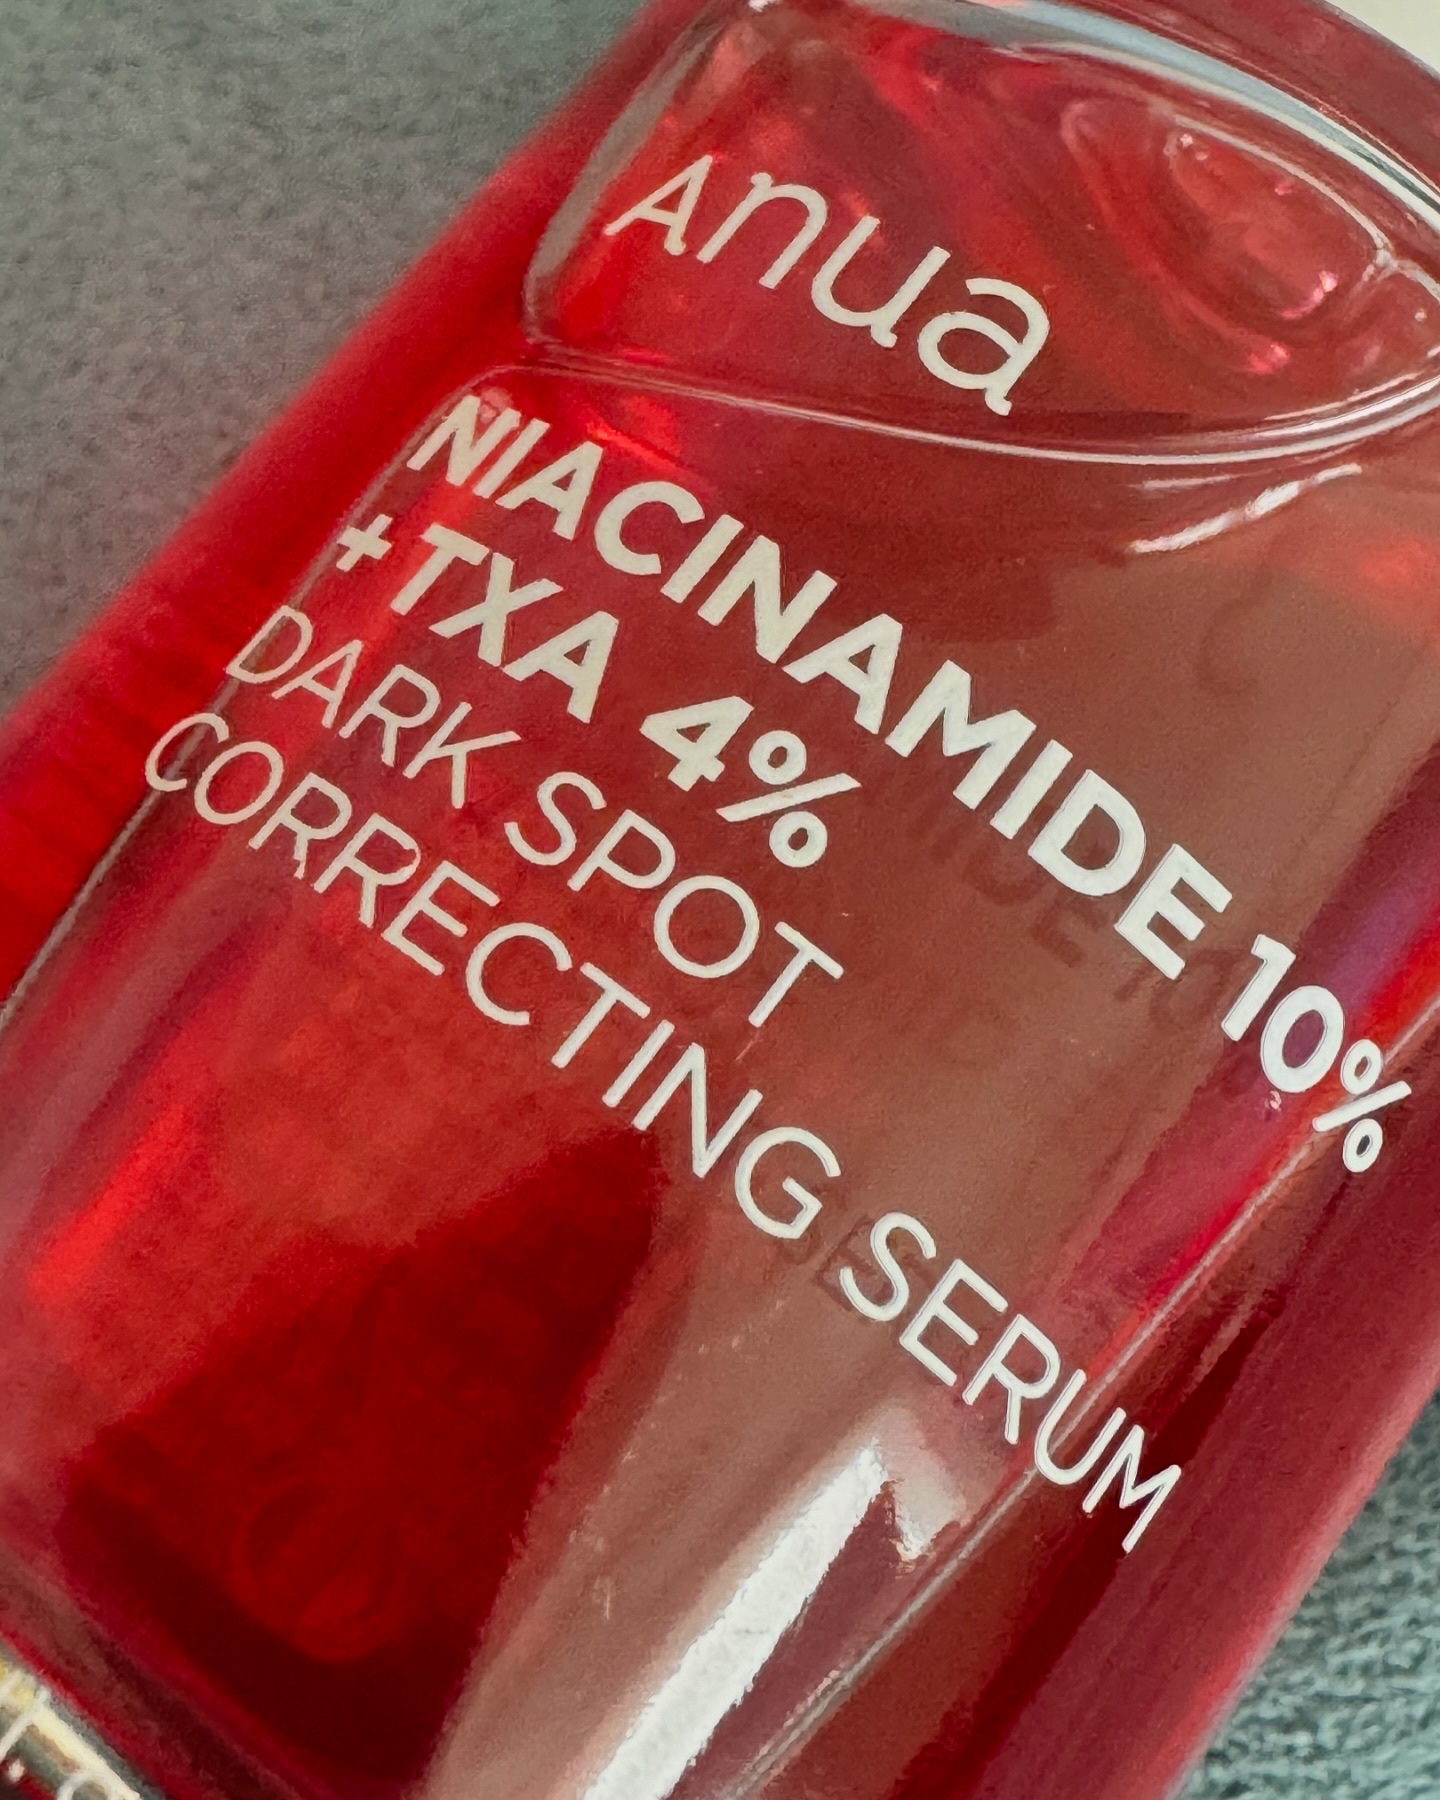 Anua
NIACINAMIDE 10%
+ TXA 4%
DARK SPOT
CORRECTING SERUM